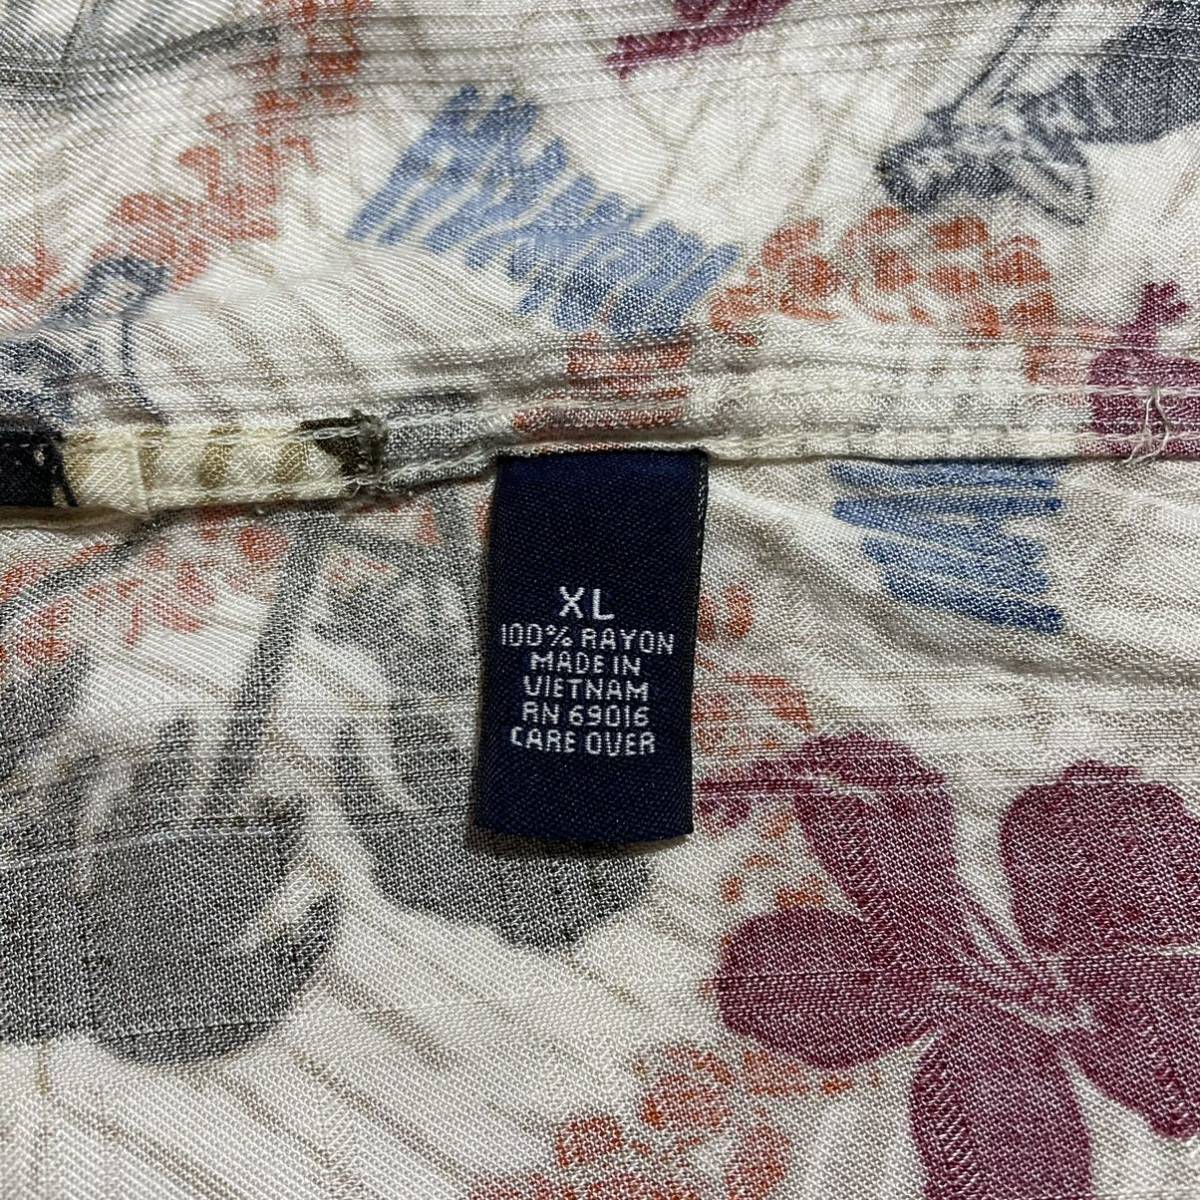 XL
100% RAYON
MADE IN
VIETNAM
RN 69016
CARE OVER